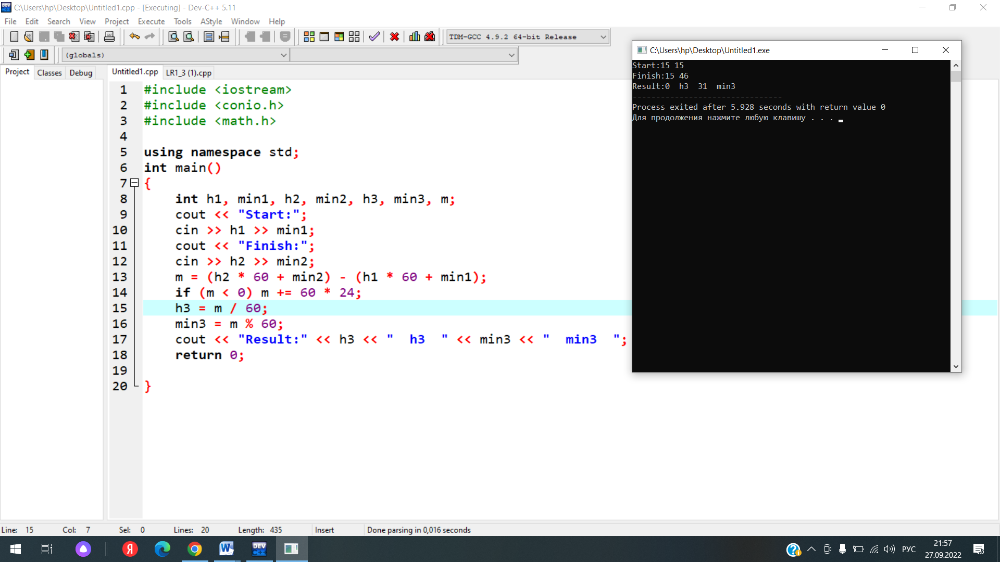 C:\Users\hp\Desktop\Untitled1.cpp - [Executing] - Dev-C++ 5.11
File Edit Search View Project Execute Tools AStyle Window Help
TDM-GCC 4.9.2 64-bit Release
(globals)
Project Classes Debug
Untitled1.cpp LR1_3 (1).cpp
1 #include <iostream>
2 #include <conio.h>
3 #include <math.h>
4
5 using namespace std;
6 int main()
7 {
8 int h1, min1, h2, min2, h3, min3, m;
9 cout << "Start:";
10 cin >> h1 >> min1;
11 cout << "Finish:";
12 cin >> h2 >> min2;
13 m = (h2 * 60 + min2) - (h1 * 60 + min1);
14 if (m < 0) m += 60 * 24;
15 h3 = m / 60;
16 min3 = m % 60;
17 cout << "Result:" << h3 << "  h3  " << min3 << "  min3  ";
18 return 0;
19
20 }
C:\Users\hp\Desktop\Untitled1.exe
Start:15 15
Finish:15 46
Result:0  h3  31  min3
--------------------------------
Process exited after 5.928 seconds with return value 0
Для продолжения нажмите любую клавишу . . .
Line: 15 Col: 7 Sel: 0 Lines: 20 Length: 435 Insert Done parsing in 0,016 seconds
РУС
21:57
27.09.2022